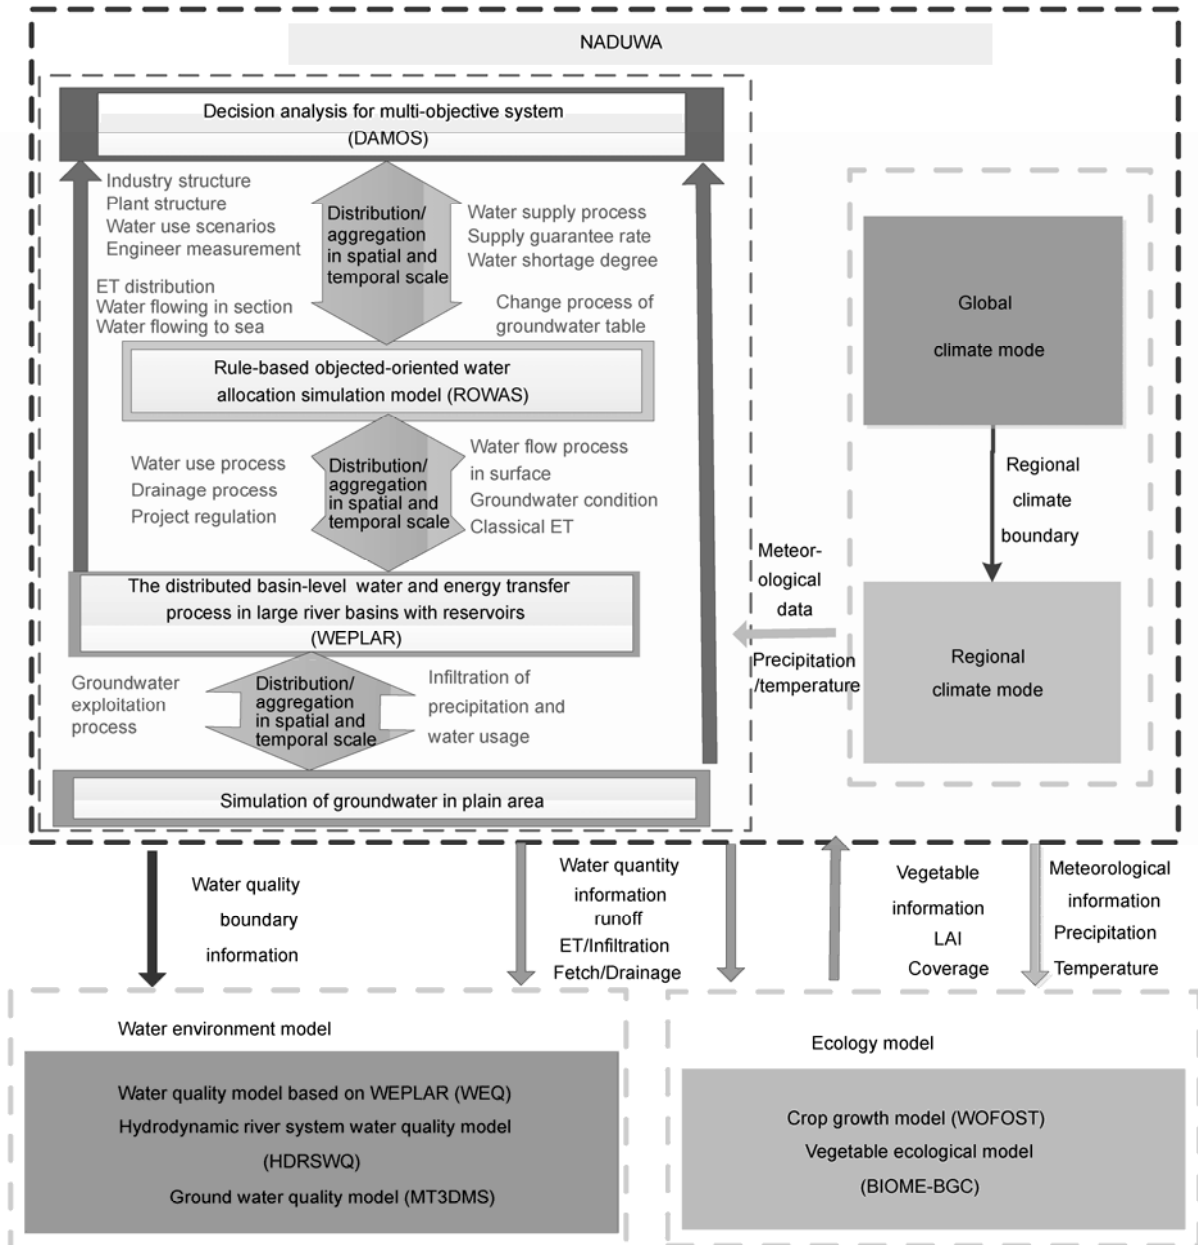 NADUWA
Decision analysis for multi-objective system
(DAMOS)
Industry structure
Plant structure
Water use scenarios
Engineer measurement
ET distribution
Water flowing in section
Water flowing to sea
Distribution/
aggregation
in spatial and
temporal scale
Water supply process
Supply guarantee rate
Water shortage degree
Change process of
groundwater table
Rule-based objected-oriented water
allocation simulation model (ROWAS)
Water use process
Drainage process
Project regulation
Distribution/
aggregation
in spatial and
temporal scale
Water flow process
in surface
Groundwater condition
Classical ET
The distributed basin-level water and energy transfer
process in large river basins with reservoirs
(WEPLAR)
Groundwater
exploitation
process
Distribution/
aggregation
in spatial and
temporal scale
Infiltration of
precipitation and
water usage
Simulation of groundwater in plain area
Global
climate mode
Regional
climate
boundary
Regional
climate mode
Meteor-
ological
data
Precipitation
/temperature
Water quality
boundary
information
Water quantity
information
runoff
ET/Infiltration
Fetch/Drainage
Vegetable
information
LAI
Coverage
Meteorological
information
Precipitation
Temperature
Water environment model
Water quality model based on WEPLAR (WEQ)
Hydrodynamic river system water quality model
(HDRSWQ)
Ground water quality model (MT3DMS)
Ecology model
Crop growth model (WOFOST)
Vegetable ecological model
(BIOME-BGC)